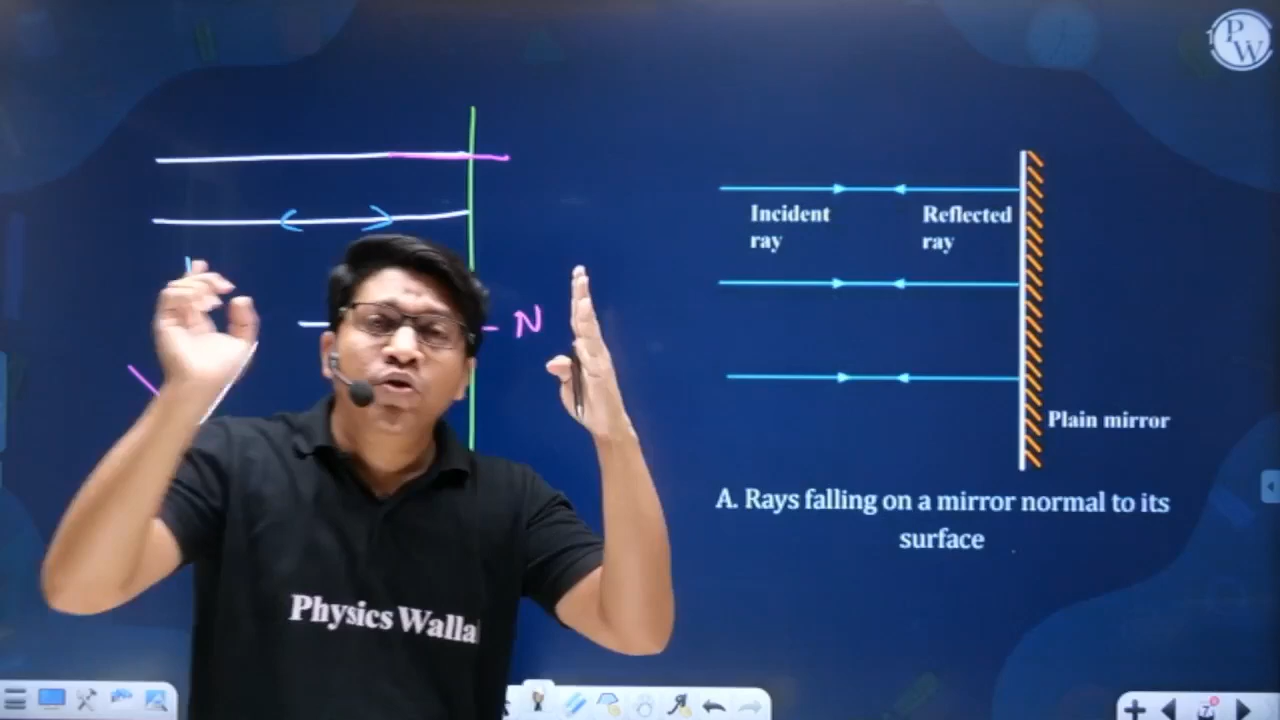 PW
N
Incident
ray
Reflected
ray
Plain mirror
A. Rays falling on a mirror normal to its
surface
Physics Walla